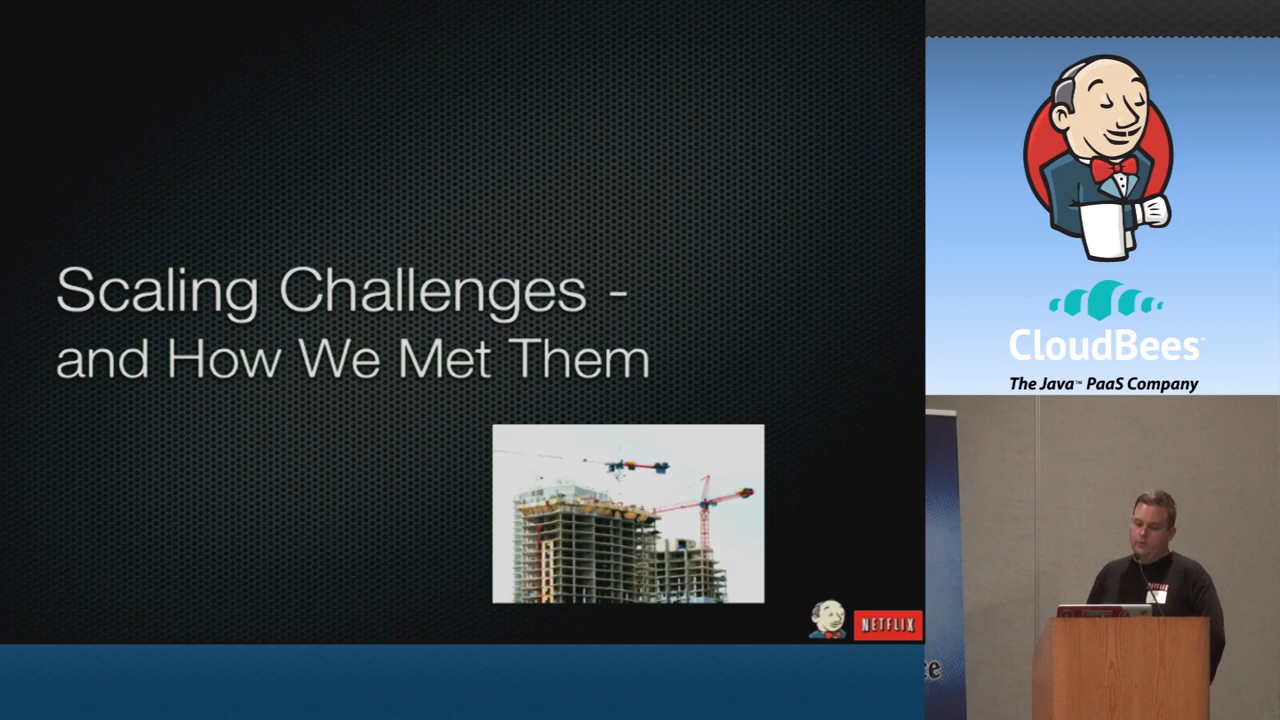 Scaling Challenges -
and How We Met Them
NETFLIX
CloudBees
The Java™ PaaS Company